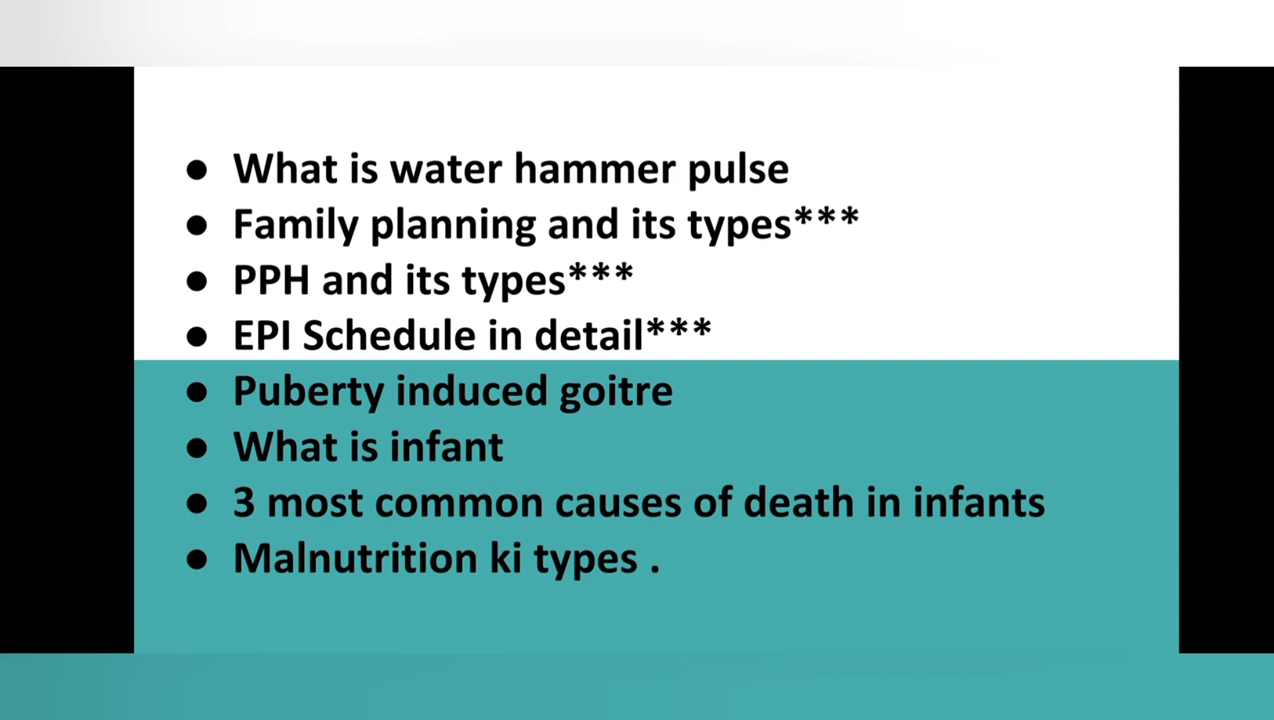 ● What is water hammer pulse
● Family planning and its types***
● PPH and its types***
● EPI Schedule in detail***
● Puberty induced goitre
● What is infant
● 3 most common causes of death in infants
● Malnutrition ki types .